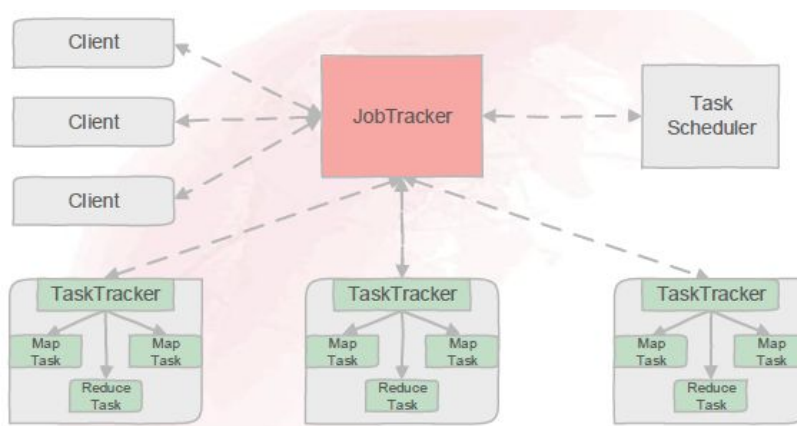 Client
Client
Client
JobTracker
Task
Scheduler
TaskTracker
Map
Task
Map
Task
Reduce
Task
TaskTracker
Map
Task
Map
Task
Reduce
Task
TaskTracker
Map
Task
Map
Task
Reduce
Task